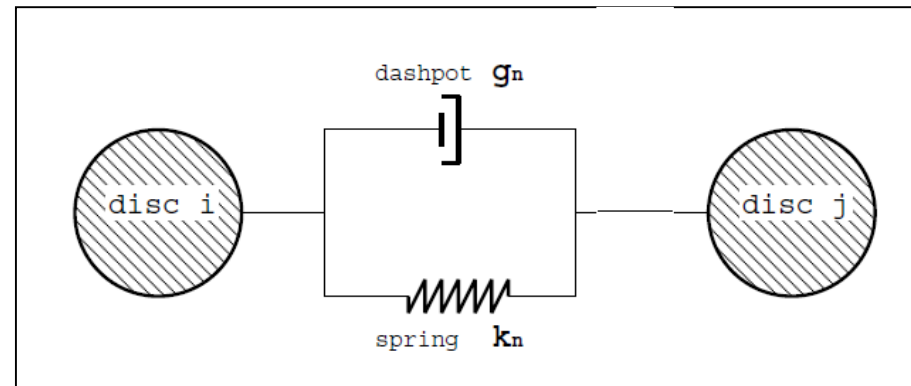 dashpot gn
disc i
disc j
spring kn